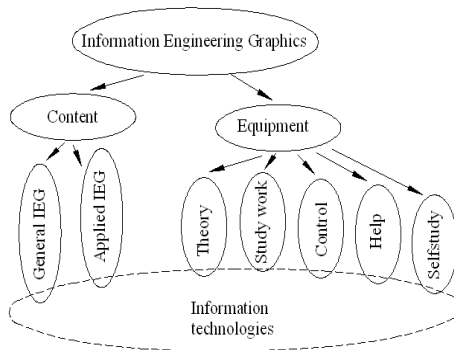 Information Engineering Graphics
Content
Equipment
General IEG
Applied IEG
Theory
Study work
Control
Help
Selfstudy
Information
technologies